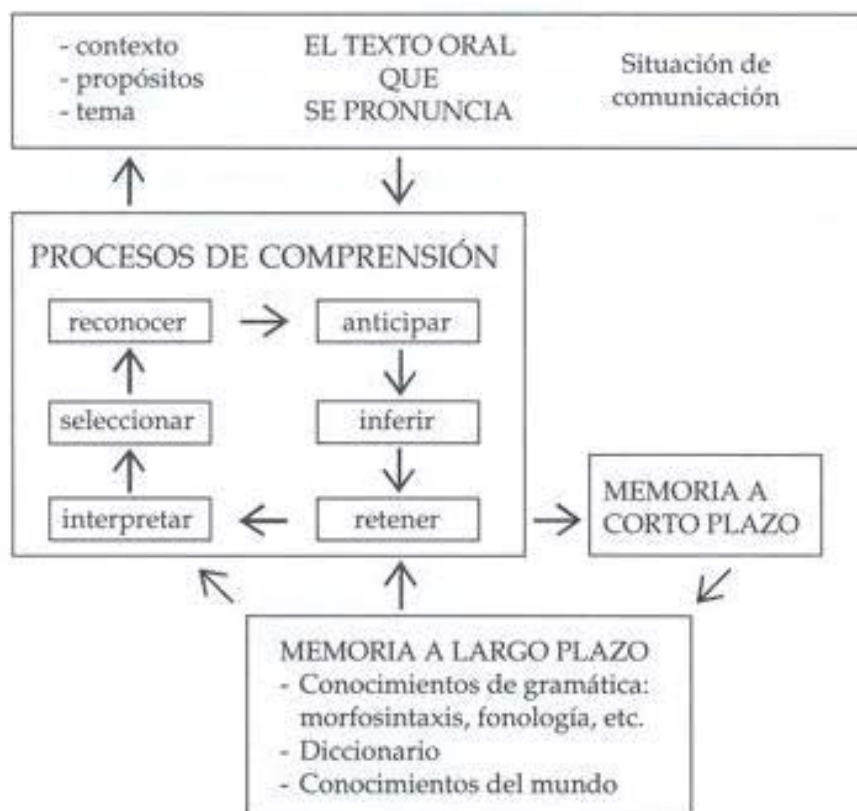 - contexto
- propósitos
- tema
EL TEXTO ORAL
QUE
SE PRONUNCIA
Situación de
comunicación
PROCESOS DE COMPRENSIÓN
reconocer
anticipar
seleccionar
inferir
interpretar
retener
MEMORIA A
CORTO PLAZO
MEMORIA A LARGO PLAZO
- Conocimientos de gramática:
morfosintaxis, fonología, etc.
- Diccionario
- Conocimientos del mundo